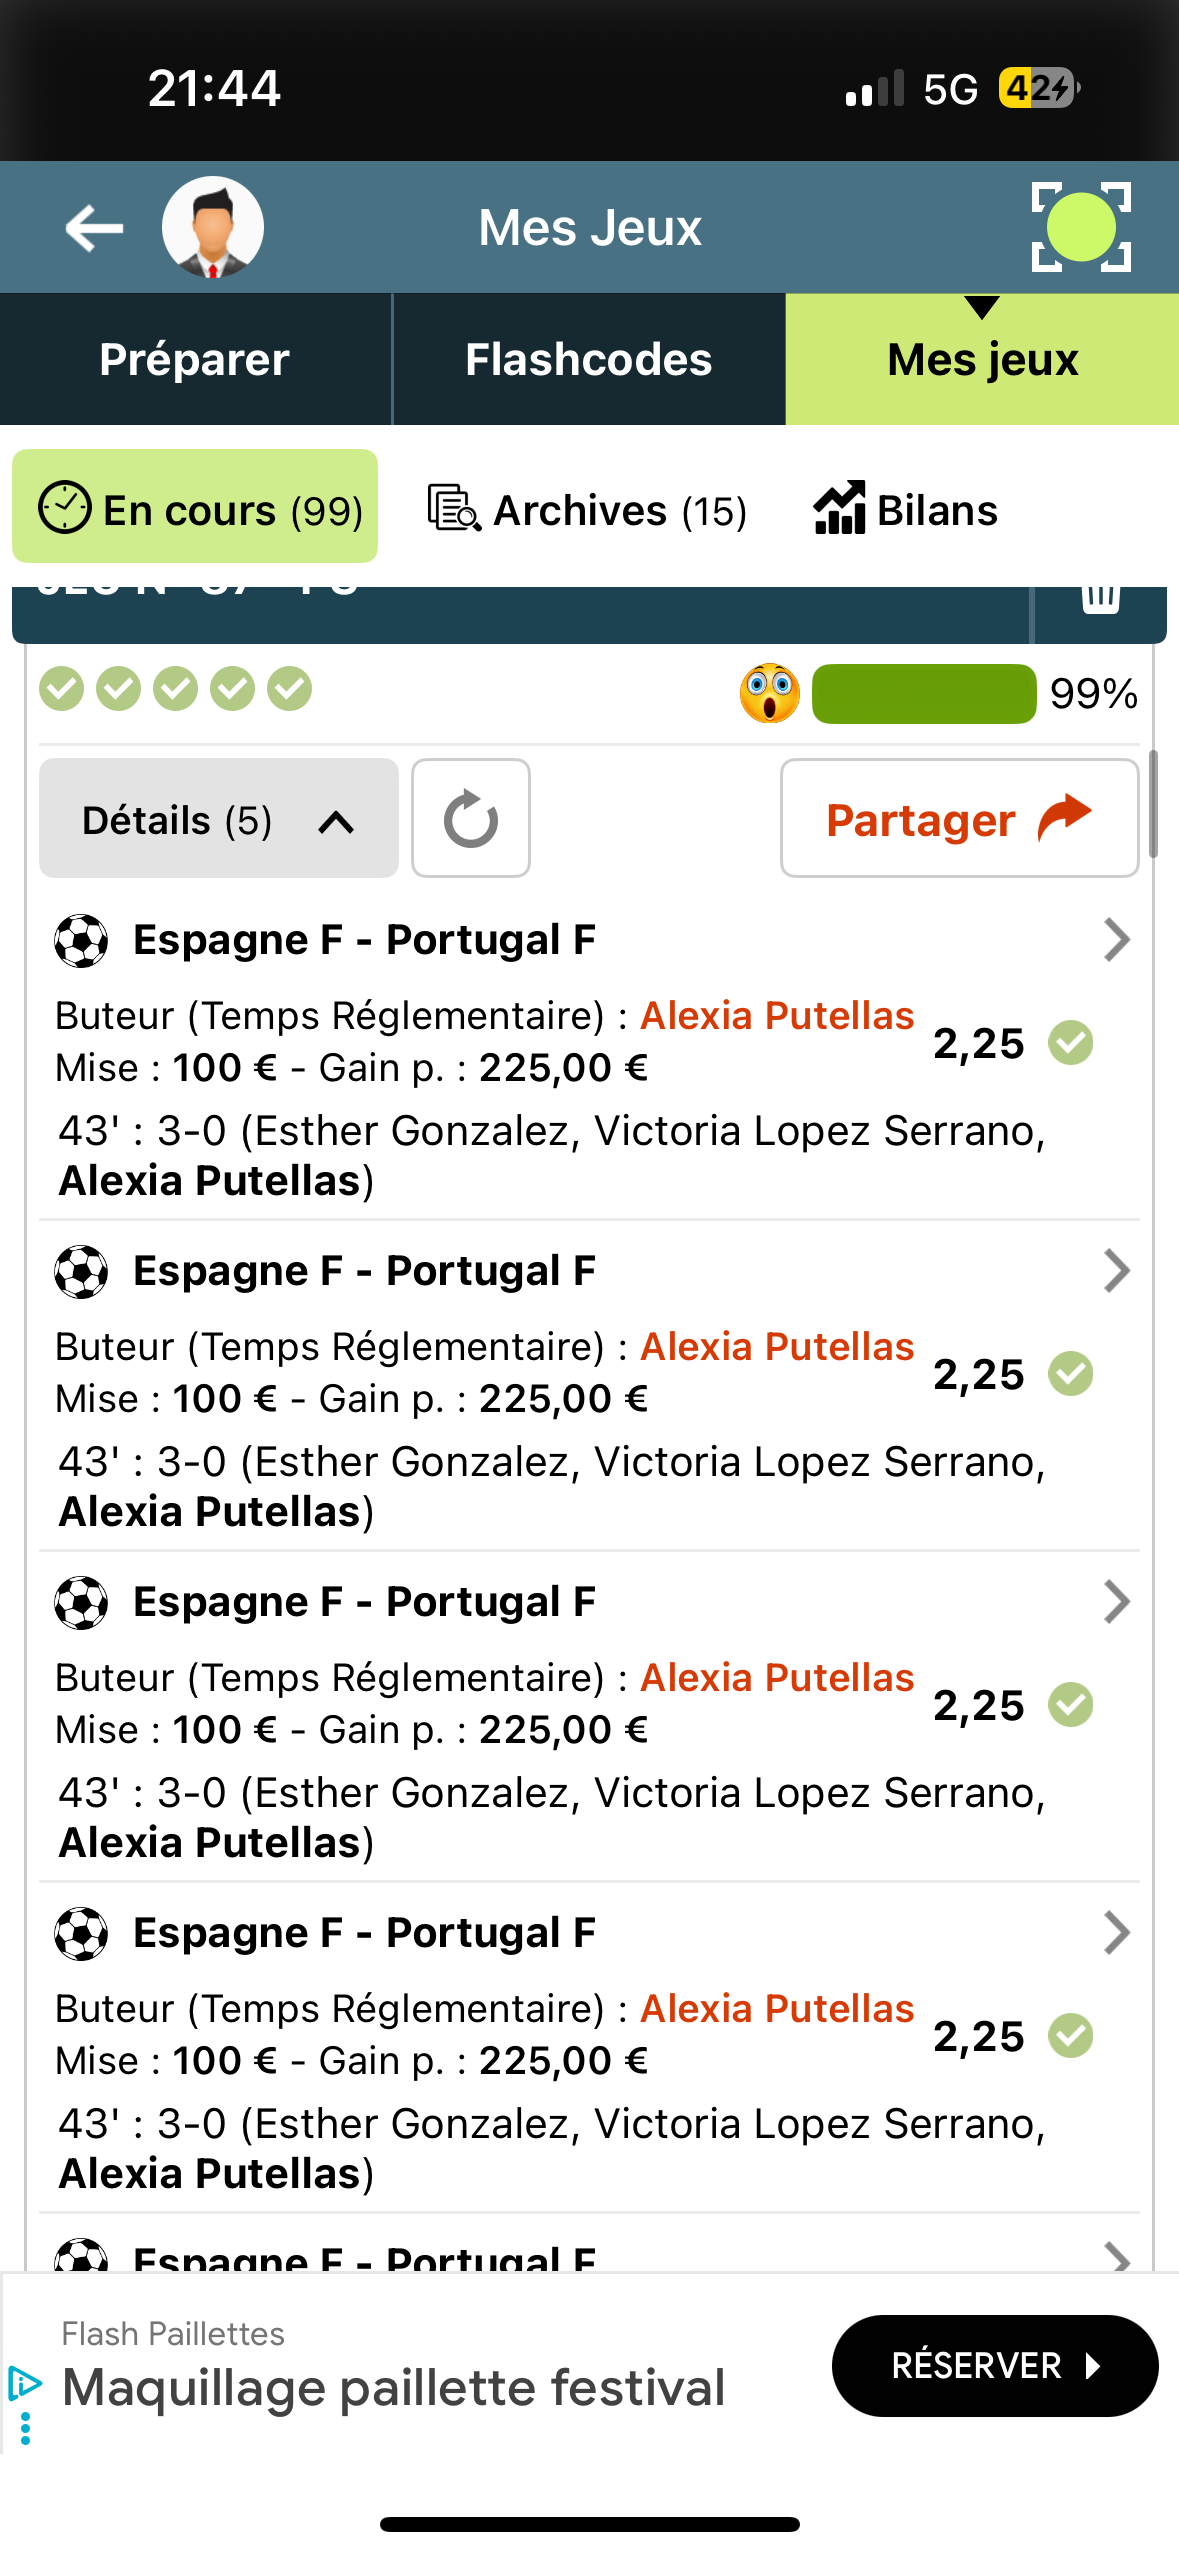 21:44
5G 42
Mes Jeux
Préparer
Flashcodes
Mes jeux
En cours (99)
Archives (15)
Bilans
99%
Détails (5)
Partager
Espagne F - Portugal F
Buteur (Temps Réglementaire) : Alexia Putellas
2,25
Mise : 100 € - Gain p. : 225,00 €
43' : 3-0 (Esther Gonzalez, Victoria Lopez Serrano,
Alexia Putellas)
Espagne F - Portugal F
Buteur (Temps Réglementaire) : Alexia Putellas
2,25
Mise : 100 € - Gain p. : 225,00 €
43' : 3-0 (Esther Gonzalez, Victoria Lopez Serrano,
Alexia Putellas)
Espagne F - Portugal F
Buteur (Temps Réglementaire) : Alexia Putellas
2,25
Mise : 100 € - Gain p. : 225,00 €
43' : 3-0 (Esther Gonzalez, Victoria Lopez Serrano,
Alexia Putellas)
Espagne F - Portugal F
Buteur (Temps Réglementaire) : Alexia Putellas
2,25
Mise : 100 € - Gain p. : 225,00 €
43' : 3-0 (Esther Gonzalez, Victoria Lopez Serrano,
Alexia Putellas)
Espagne F - Portugal F
Flash Paillettes
Maquillage paillette festival
RÉSERVER